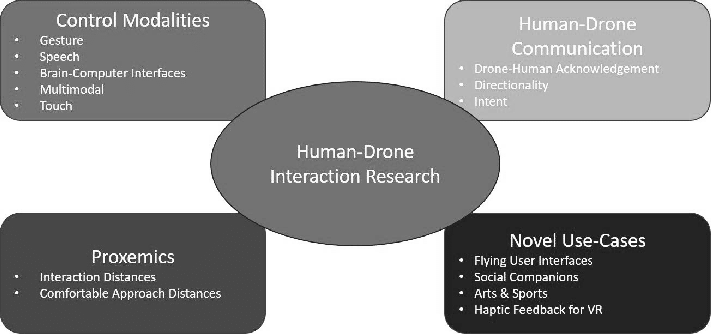 Control Modalities
• Gesture
• Speech
• Brain-Computer Interfaces
• Multimodal
• Touch
Human-Drone
Communication
• Drone-Human Acknowledgement
• Directionality
• Intent
Human-Drone
Interaction Research
Proxemics
• Interaction Distances
• Comfortable Approach Distances
Novel Use-Cases
• Flying User Interfaces
• Social Companions
• Arts & Sports
• Haptic Feedback for VR